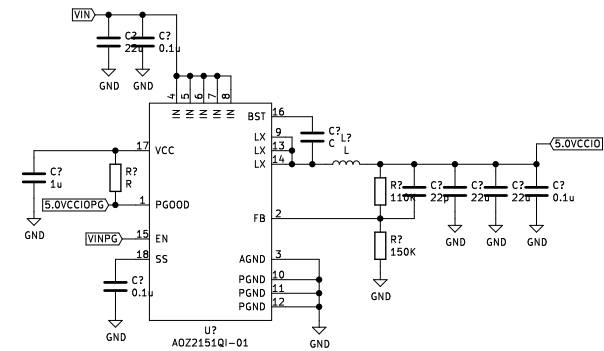 VIN
C? C?
22u 0.1u
GND GND
4 5 6 7 8
IN IN IN IN IN
16
BST
9
LX
C?
C
L?
L
13
LX
14
LX
5.0VCCIO
17
VCC
C?
1u
R?
R
R?
110K
C?
22p
C?
22u
C?
22u
C?
0.1u
5.0VCCIOPG
1
PGOOD
2
FB
GND
GND GND GND
VINPG
15
EN
R?
150K
18
SS
3
AGND
C?
0.1u
10
PGND
11
PGND
12
PGND
GND
GND
GND
U?
AOZ2151QI-01